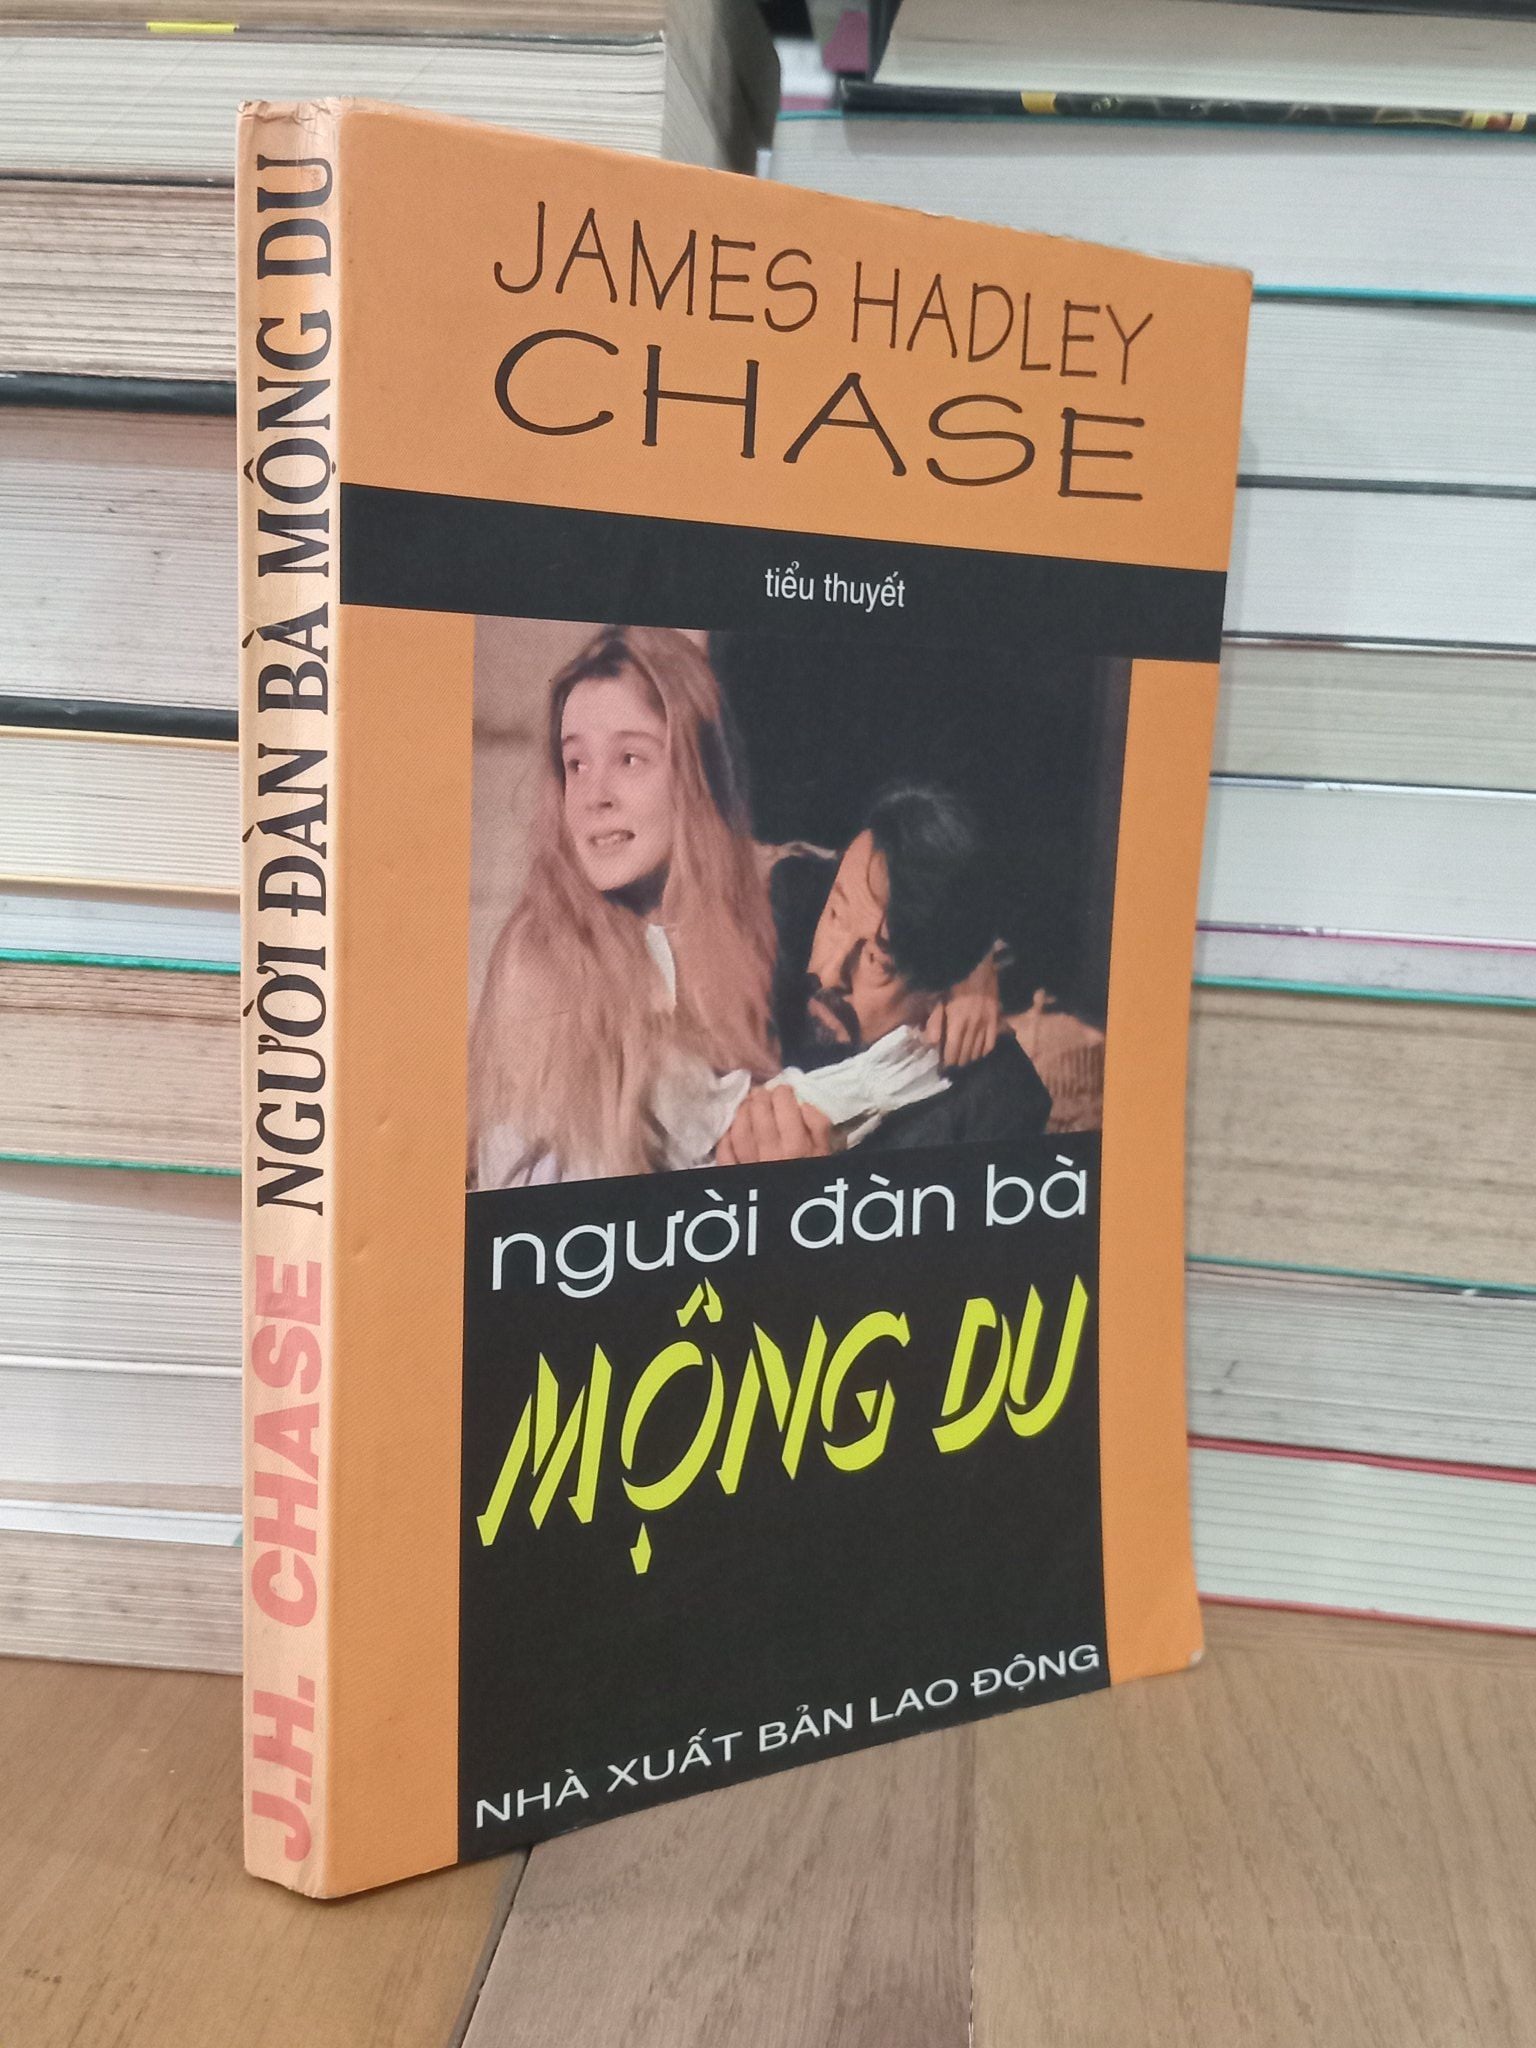 J.H. CHASE NGƯỜI ĐÀN BÀ MỘNG DU
JAMES HADLEY
CHASE
tiểu thuyết
người đàn bà
MỘNG DU
NHÀ XUẤT BẢN LAO ĐỘNG